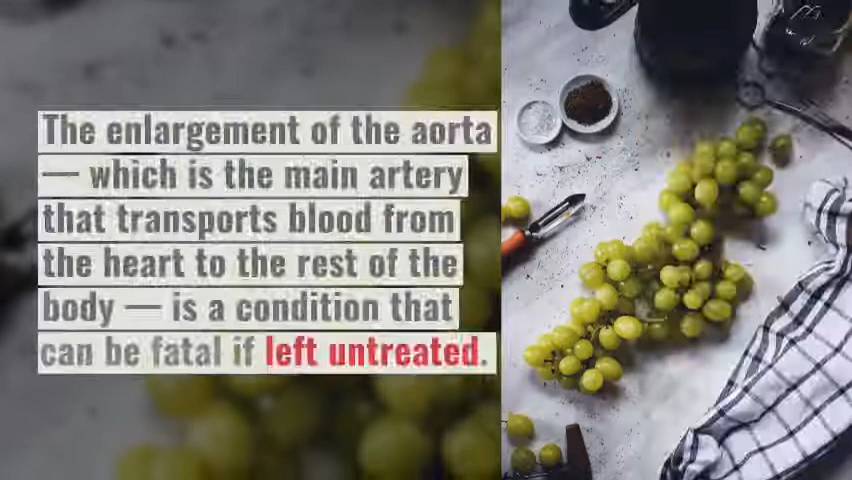 The enlargement of the aorta
— which is the main artery
that transports blood from
the heart to the rest of the
body — is a condition that
can be fatal if left untreated.